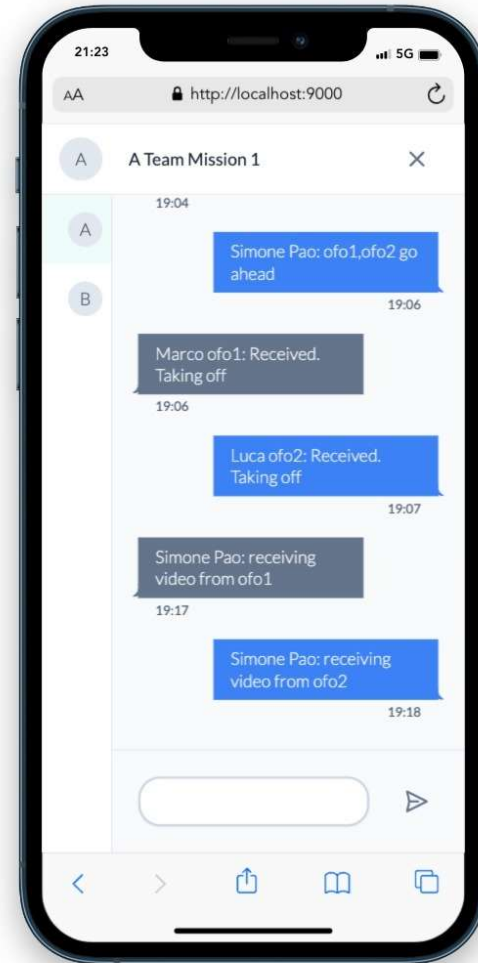 21:23
5G
AA
http://localhost:9000
A
A Team Mission 1
A
B
19:04
Simone Pao: ofo1,ofo2 go
ahead
19:06
Marco ofo1: Received.
Taking off
19:06
Luca ofo2: Received.
Taking off
19:07
Simone Pao: receiving
video from ofo1
19:17
Simone Pao: receiving
video from ofo2
19:18